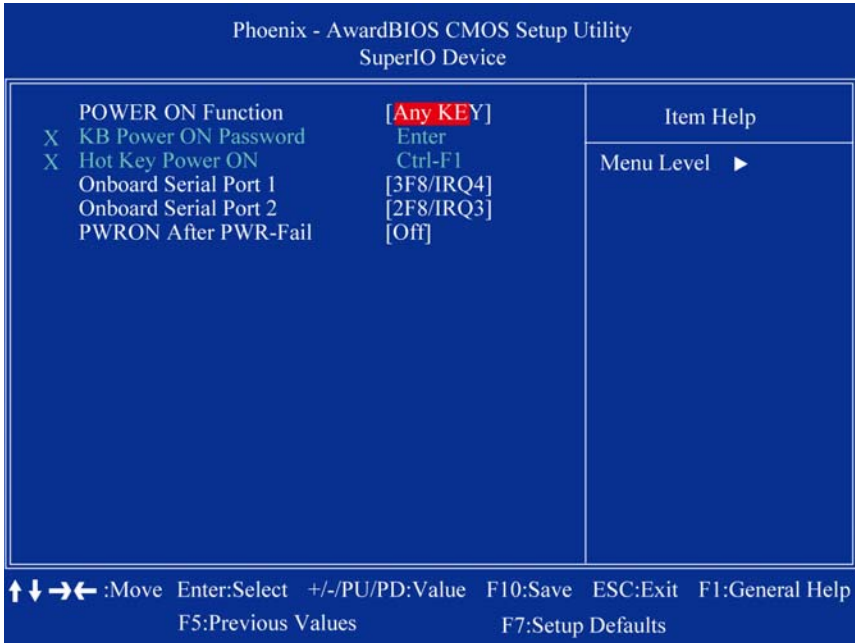 Phoenix - AwardBIOS CMOS Setup Utility
SuperIO Device
POWER ON Function [Any KEY]
X KB Power ON Password Enter
X Hot Key Power ON Ctrl-F1
Onboard Serial Port 1 [3F8/IRQ4]
Onboard Serial Port 2 [2F8/IRQ3]
PWRON After PWR-Fail [Off]
Item Help
Menu Level ▶
↑↓→← :Move Enter:Select +/-/PU/PD:Value F10:Save ESC:Exit F1:General Help
F5:Previous Values F7:Setup Defaults